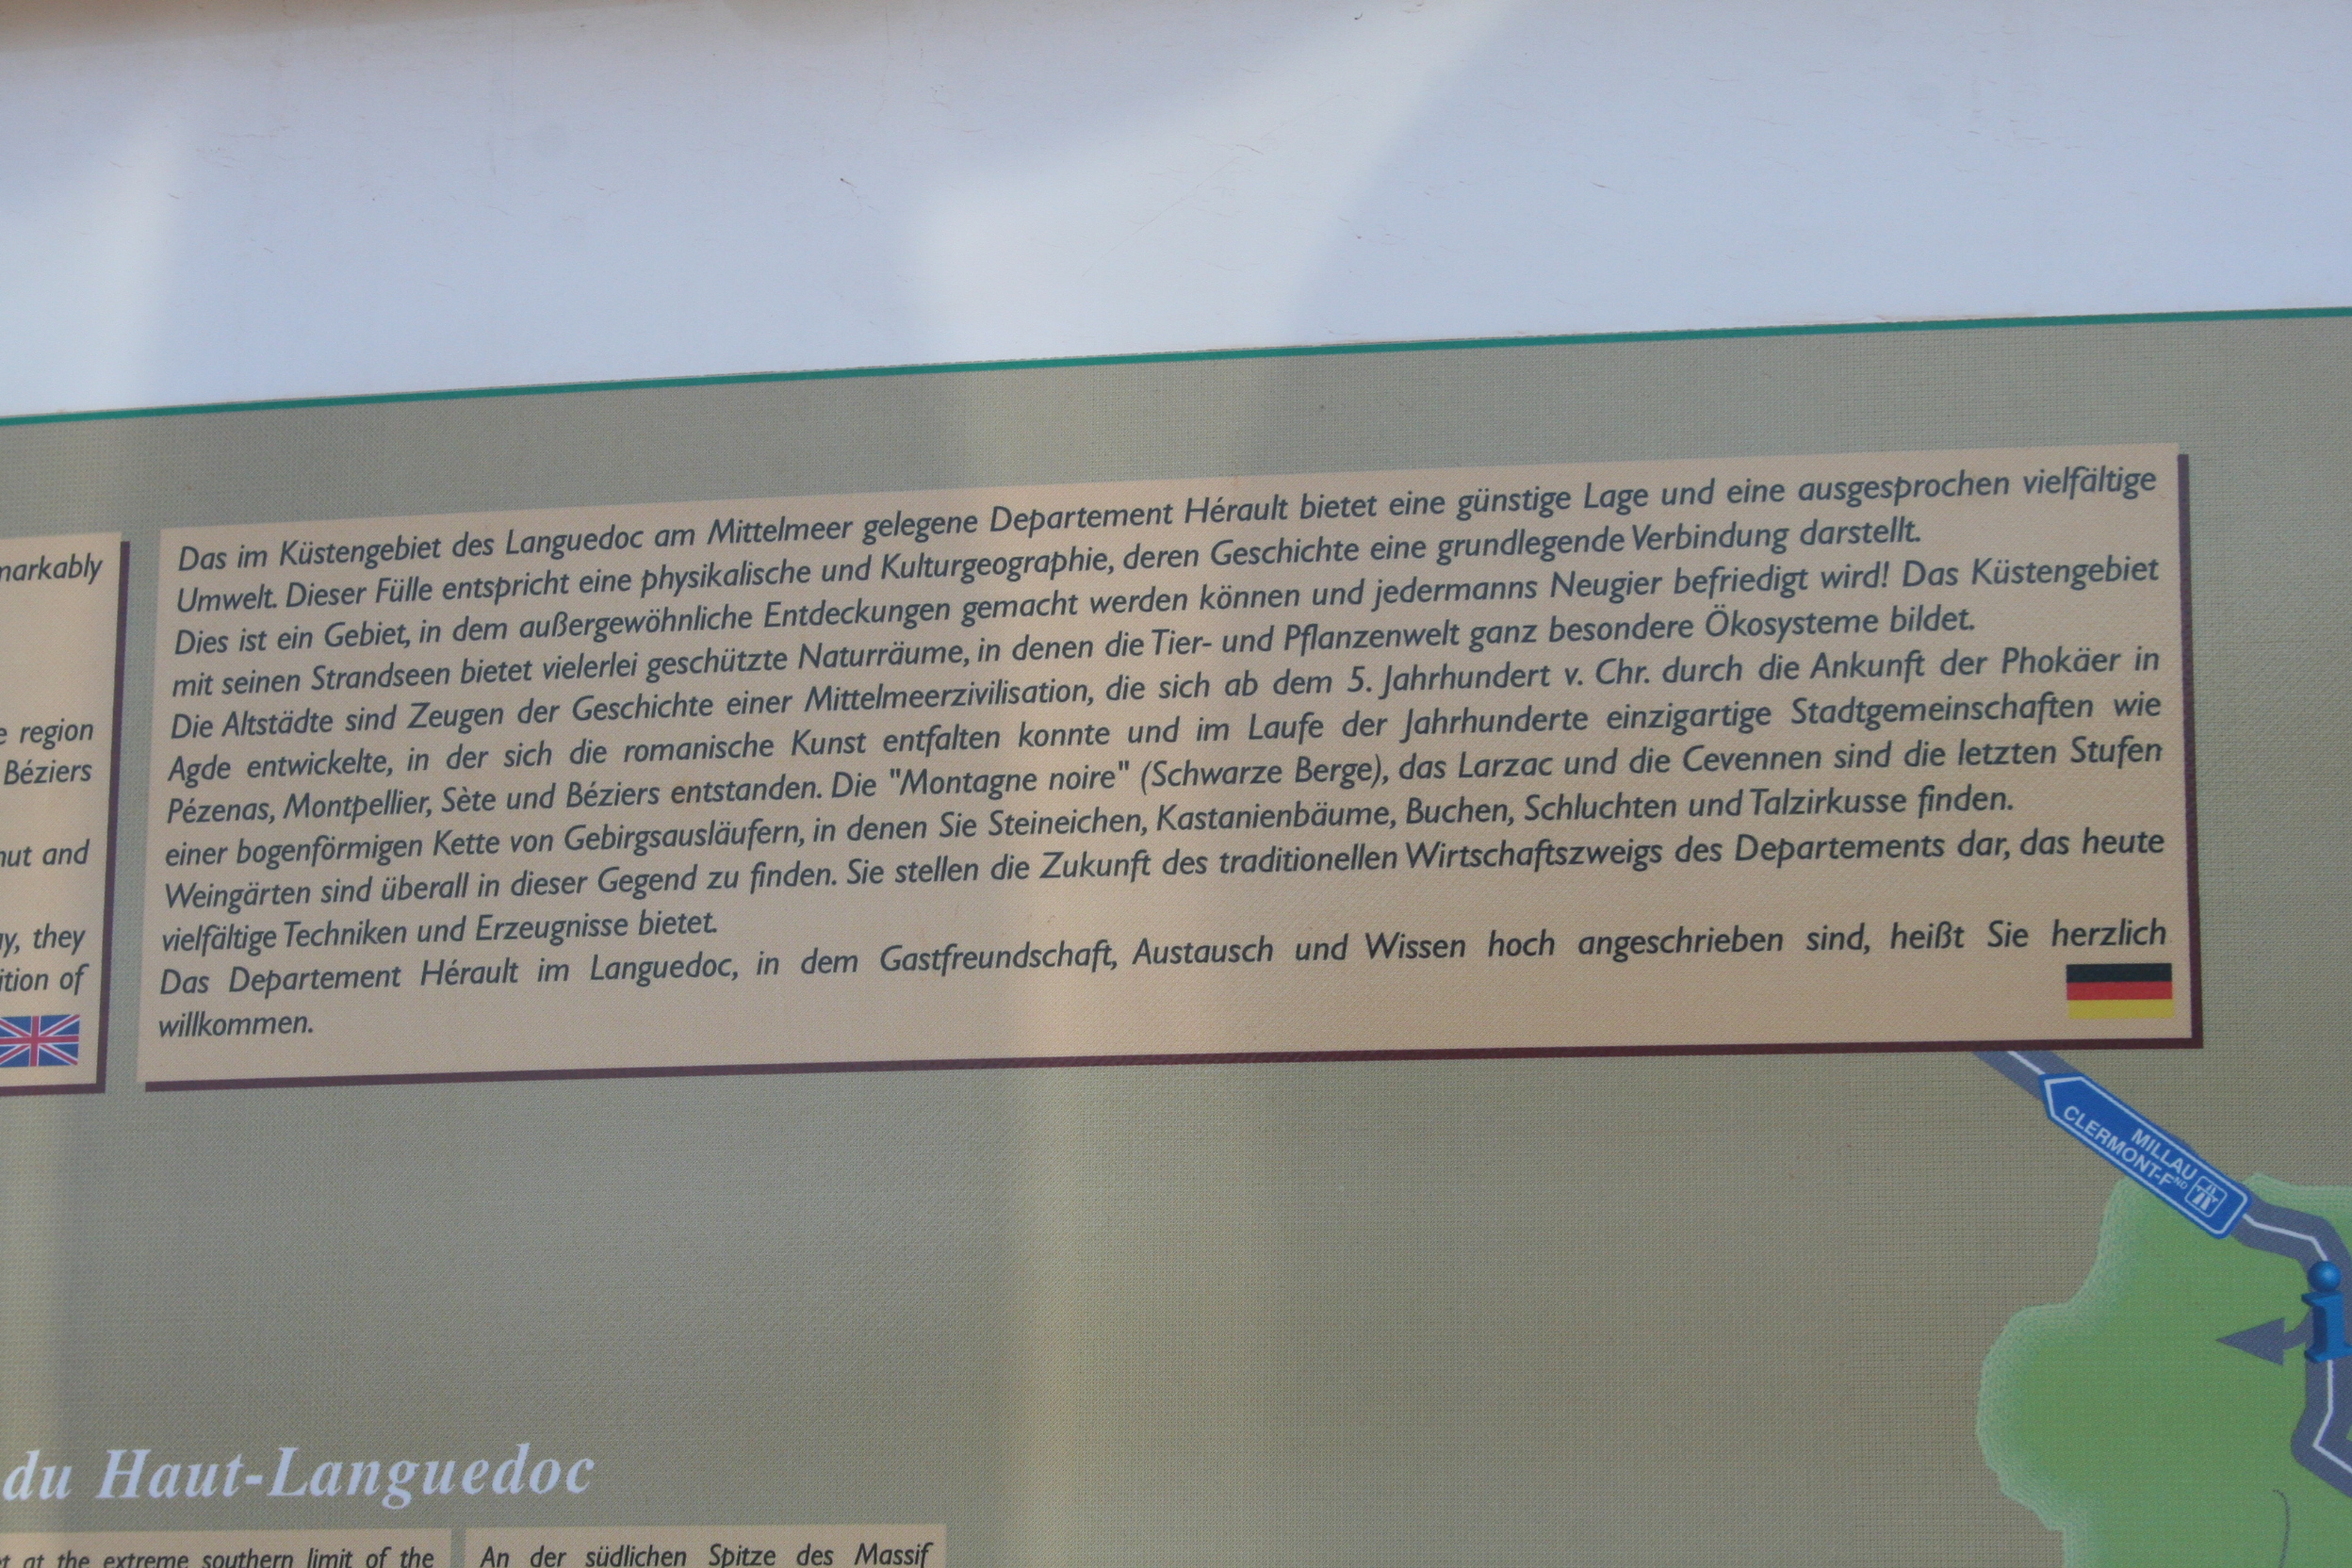 markably
e region
Béziers
nut and
ay, they
ition of
Das im Küstengebiet des Languedoc am Mittelmeer gelegene Departement Hérault bietet eine günstige Lage und eine ausgesprochen vielfältige
Umwelt. Dieser Fülle entspricht eine physikalische und Kulturgeographie, deren Geschichte eine grundlegende Verbindung darstellt.
Dies ist ein Gebiet, in dem außergewöhnliche Entdeckungen gemacht werden können und jedermanns Neugier befriedigt wird! Das Küstengebiet
mit seinen Strandseen bietet vielerlei geschützte Naturräume, in denen die Tier- und Pflanzenwelt ganz besondere Ökosysteme bildet.
Die Altstädte sind Zeugen der Geschichte einer Mittelmeerzivilisation, die sich ab dem 5. Jahrhundert v. Chr. durch die Ankunft der Phokäer in
Agde entwickelte, in der sich die romanische Kunst entfalten konnte und im Laufe der Jahrhunderte einzigartige Stadtgemeinschaften wie
Pézenas, Montpellier, Sète und Béziers entstanden. Die "Montagne noire" (Schwarze Berge), das Larzac und die Cevennen sind die letzten Stufen
einer bogenförmigen Kette von Gebirgsausläufern, in denen Sie Steineichen, Kastanienbäume, Buchen, Schluchten und Talzirkusse finden.
Weingärten sind überall in dieser Gegend zu finden. Sie stellen die Zukunft des traditionellen Wirtschaftszweigs des Departements dar, das heute
vielfältige Techniken und Erzeugnisse bietet.
Das Departement Hérault im Languedoc, in dem Gastfreundschaft, Austausch und Wissen hoch angeschrieben sind, heißt Sie herzlich
willkommen.
MILLAU
CLERMONT-FND
i
du Haut-Languedoc
et at the extreme southern limit of the
An der südlichen Spitze des Massif